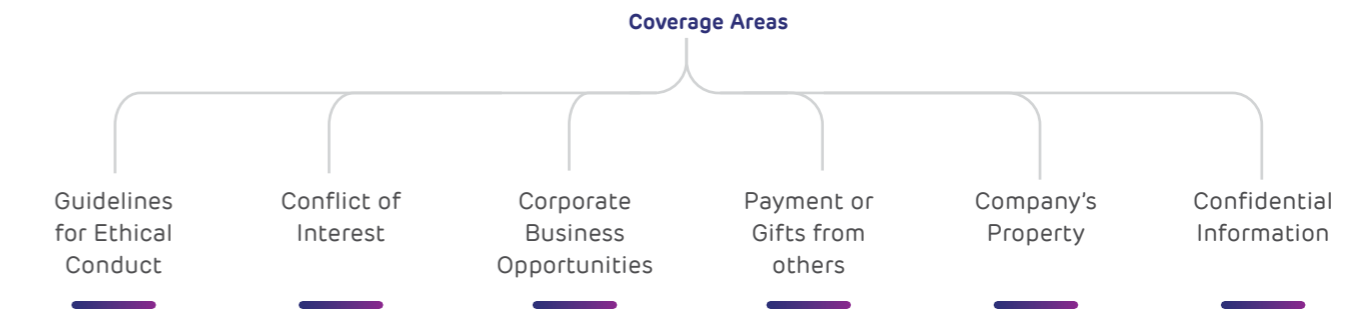 Coverage Areas
Guidelines
for Ethical
Conduct
Conflict of
Interest
Corporate
Business
Opportunities
Payment or
Gifts from
others
Company's
Property
Confidential
Information